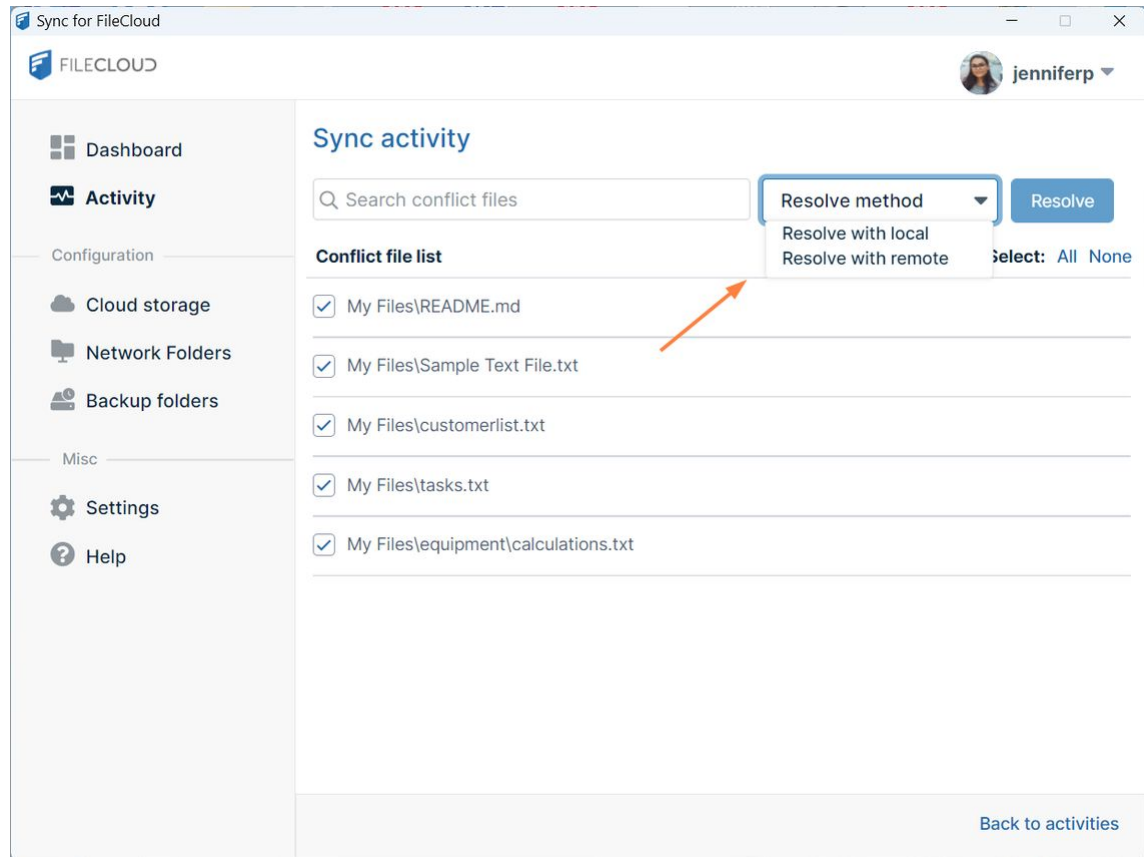 Sync for FileCloud
FILECLOUD
jenniferp
Dashboard
Activity
Configuration
Cloud storage
Network Folders
Backup folders
Misc
Settings
Help
Sync activity
Search conflict files
Resolve method
Resolve
Resolve with local
Resolve with remote
Conflict file list
Select: All None
My Files\README.md
My Files\Sample Text File.txt
My Files\customerlist.txt
My Files\tasks.txt
My Files\equipment\calculations.txt
Back to activities